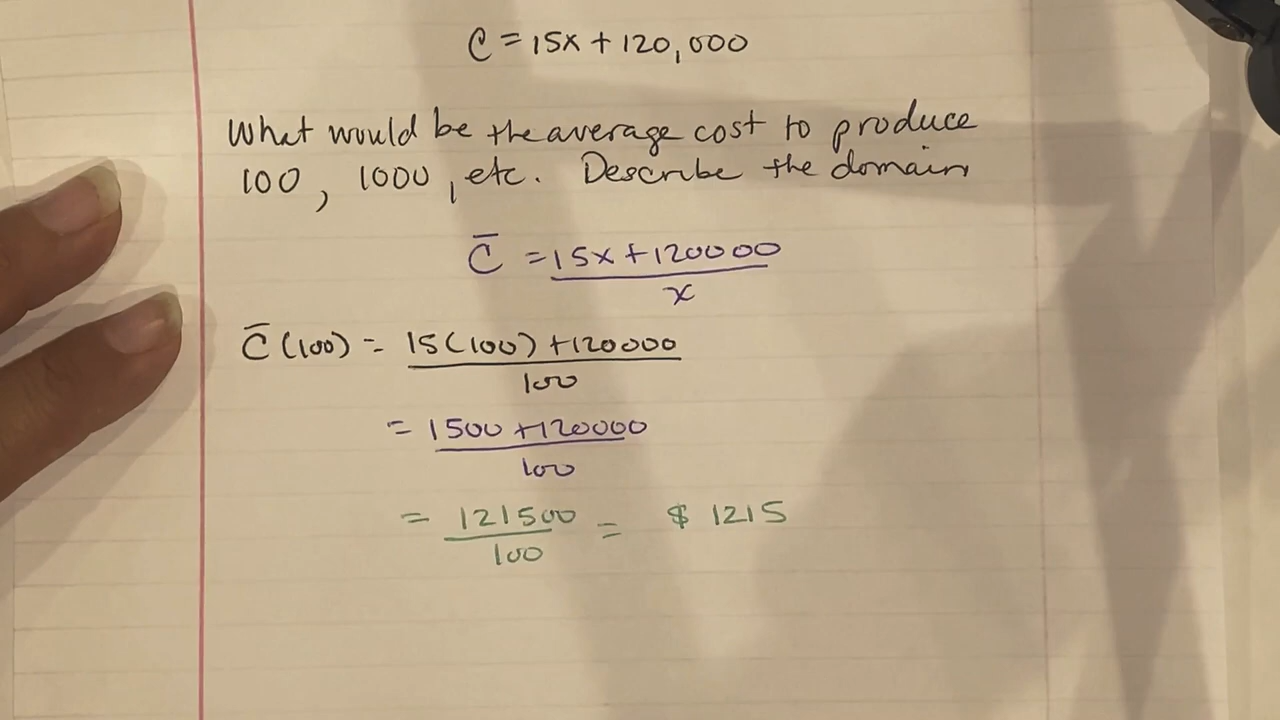 C = 15x + 120,000
What would be the average cost to produce
100, 1000, etc. Describe the domain
C̄ = 15x + 120000
x
C̄ (100) = 15(100) + 120000
100
= 1500 + 120000
100
= 121500 = $ 1215
100